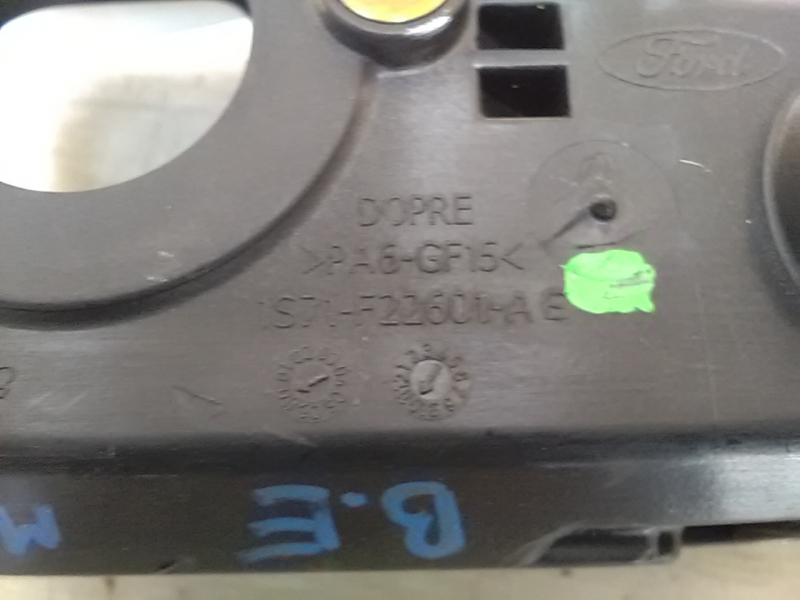 Ford
DOPRE
>PA6-GF15<
1S71-F22601-AE
B.E
M